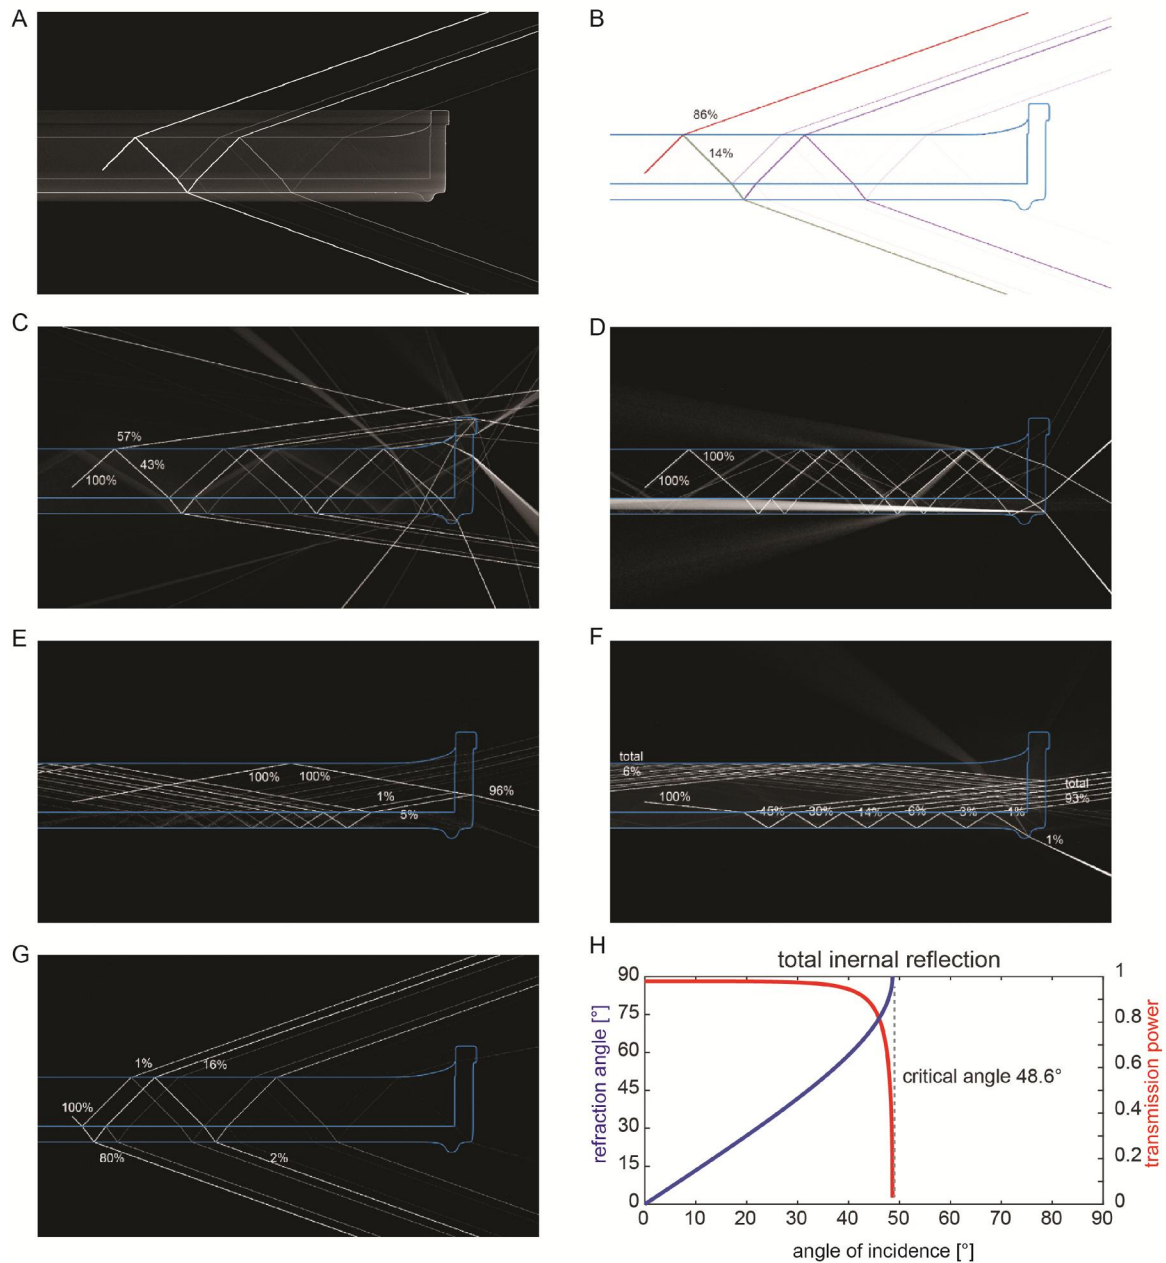 A
B
86%
14%
C
D
57%
43%
100%
100%
100%
E
F
100%
100%
1%
5%
96%
total
6%
100%
45%
30%
14%
6%
3%
1%
total
93%
1%
G
H
1%
16%
100%
80%
2%
total inernal reflection
90
75
60
45
30
15
0
refraction angle [°]
critical angle 48.6°
1
0.8
0.6
0.4
0.2
0
transmission power
0 10 20 30 40 50 60 70 80 90
angle of incidence [°]